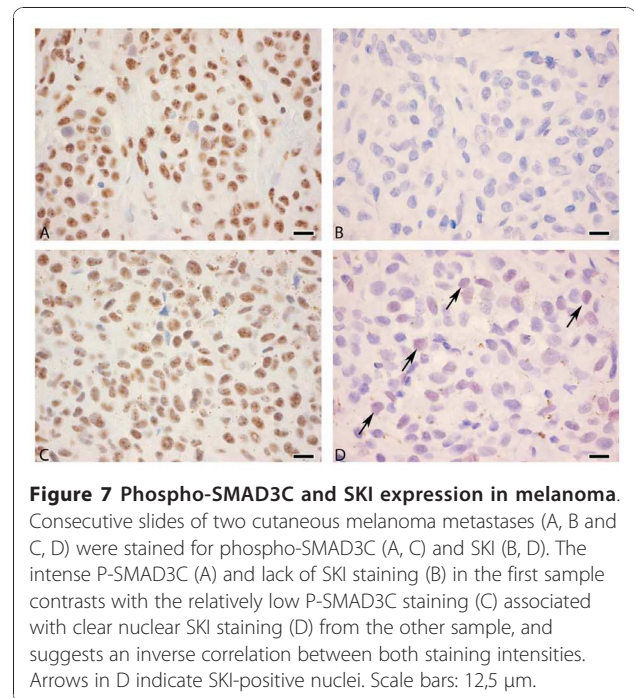 A
B
C
D
Figure 7 Phospho-SMAD3C and SKI expression in melanoma.
Consecutive slides of two cutaneous melanoma metastases (A, B and
C, D) were stained for phospho-SMAD3C (A, C) and SKI (B, D). The
intense P-SMAD3C (A) and lack of SKI staining (B) in the first sample
contrasts with the relatively low P-SMAD3C staining (C) associated
with clear nuclear SKI staining (D) from the other sample, and
suggests an inverse correlation between both staining intensities.
Arrows in D indicate SKI-positive nuclei. Scale bars: 12,5 μm.